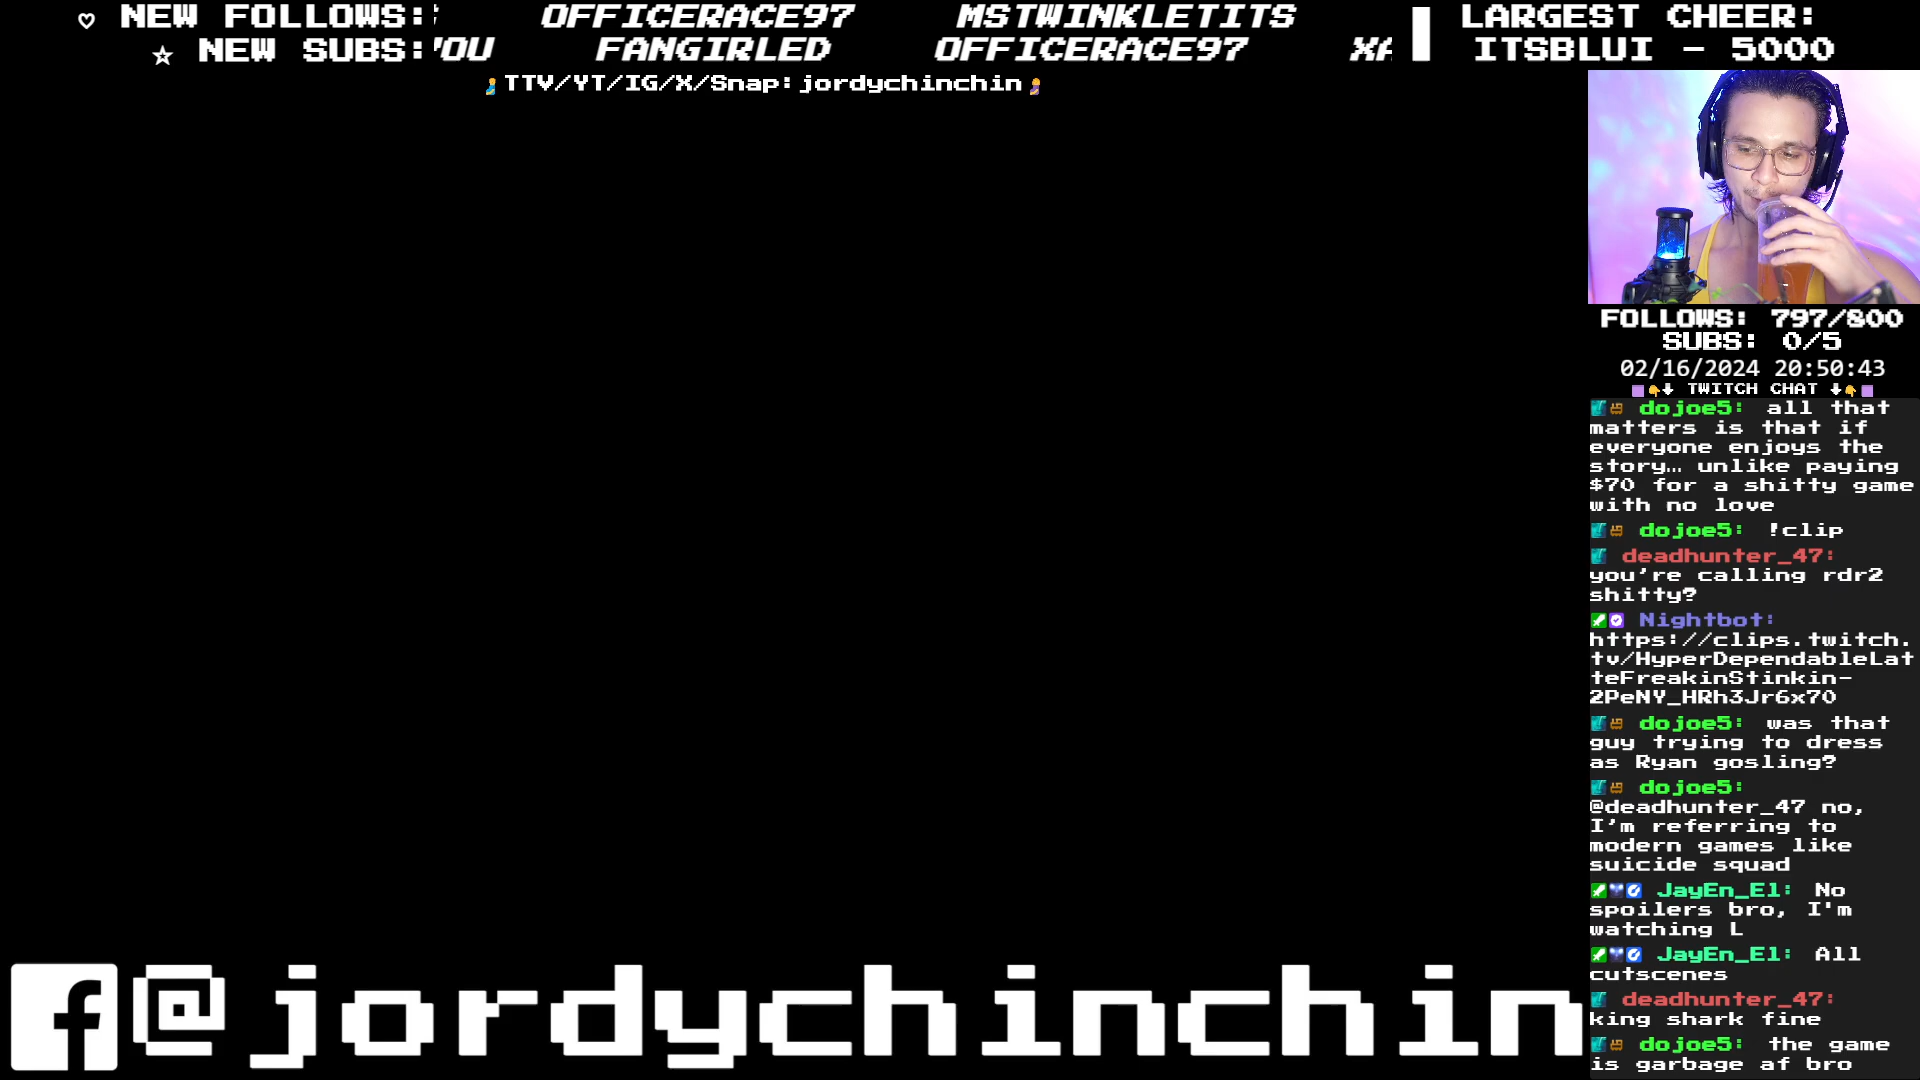 ♡ NEW FOLLOWS: OFFICERACE97 MSTWINKLETITS
☆ NEW SUBS: YOU FANGIRLED OFFICERACE97 XA
LARGEST CHEER:
ITSBLUI - 5000
TTV/YT/IG/X/Snap: jordychinchin
FOLLOWS: 797/800
SUBS: 0/5
02/16/2024 20:50:43
TWITCH CHAT
dojoe5: all that
matters is that if
everyone enjoys the
story… unlike paying
$70 for a shitty game
with no love
dojoe5: !clip
deadhunter_47:
you're calling rdr2
shitty?
Nightbot:
https://clips.twitch.
tv/HyperDependableLat
teFreakinStinkin-
2PeNY_HRh3Jr6x70
dojoe5: was that
guy trying to dress
as Ryan gosling?
dojoe5:
@deadhunter_47 no,
I'm referring to
modern games like
suicide squad
JayEn_El: No
spoilers bro, I'm
watching L
JayEn_El: All
cutscenes
deadhunter_47:
king shark fine
dojoe5: the game
is garbage af bro
@jordychinchin